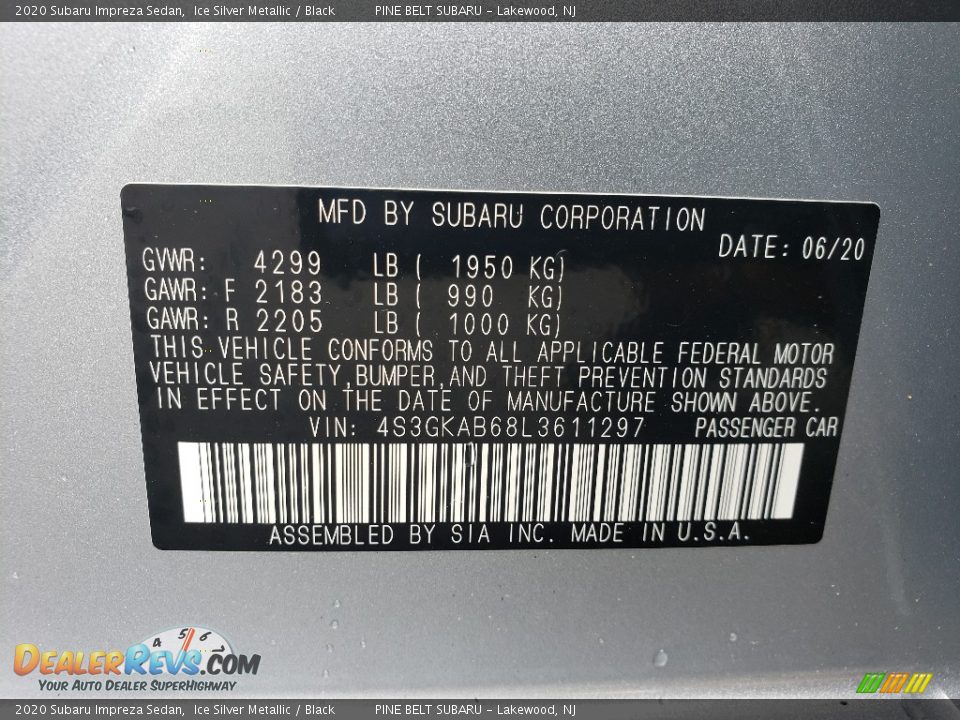 2020 Subaru Impreza Sedan, Ice Silver Metallic / Black PINE BELT SUBARU - Lakewood, NJ
MFD BY SUBARU CORPORATION
DATE: 06/20
GVWR: 4299 LB ( 1950 KG)
GAWR: F 2183 LB ( 990 KG)
GAWR: R 2205 LB ( 1000 KG)
THIS VEHICLE CONFORMS TO ALL APPLICABLE FEDERAL MOTOR
VEHICLE SAFETY,BUMPER,AND THEFT PREVENTION STANDARDS
IN EFFECT ON THE DATE OF MANUFACTURE SHOWN ABOVE.
VIN: 4S3GKAB68L3611297 PASSENGER CAR
ASSEMBLED BY SIA INC. MADE IN U.S.A.
4 5 6
DEALERREVS.COM
YOUR AUTO DEALER SUPERHIGHWAY
2020 Subaru Impreza Sedan, Ice Silver Metallic / Black PINE BELT SUBARU - Lakewood, NJ